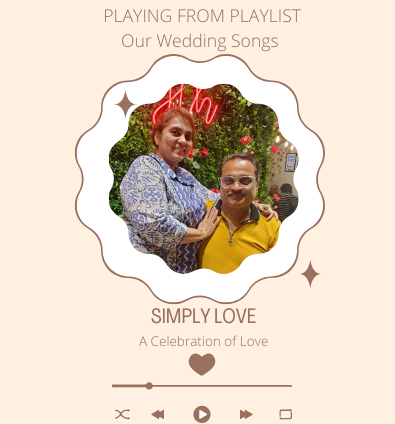 PLAYING FROM PLAYLIST
Our Wedding Songs
SIMPLY LOVE
A Celebration of Love